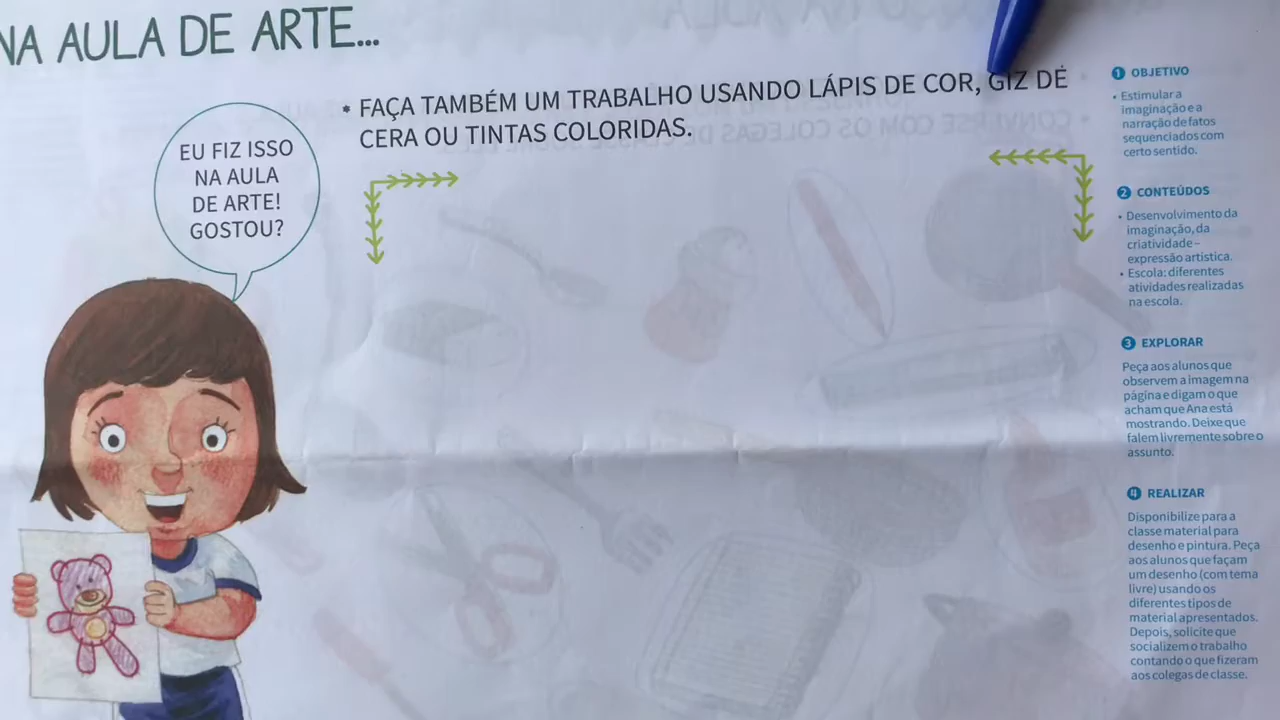 NA AULA DE ARTE...
* FAÇA TAMBÉM UM TRABALHO USANDO LÁPIS DE COR, GIZ DE
CERA OU TINTAS COLORIDAS.
EU FIZ ISSO
NA AULA
DE ARTE!
GOSTOU?
1 OBJETIVO
• Estimular a
imaginação e a
narração de fatos
sequenciados com
certo sentido.
2 CONTEÚDOS
• Desenvolvimento da
imaginação, da
criatividade –
expressão artística.
• Escola: diferentes
atividades realizadas
na escola.
3 EXPLORAR
Peça aos alunos que
observem a imagem na
página e digam o que
acham que Ana está
mostrando. Deixe que
falem livremente sobre o
assunto.
4 REALIZAR
Disponibilize para a
classe material para
desenho e pintura. Peça
aos alunos que façam
um desenho (com tema
livre) usando os
diferentes tipos de
material apresentados.
Depois, solicite que
socializem o trabalho
contando o que fizeram
aos colegas de classe.